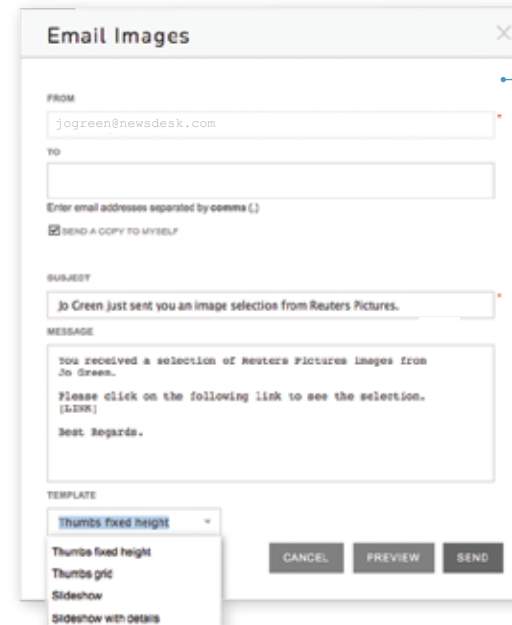 Email Images
FROM
jogreen@newsdesk.com
*
TO
Enter email addresses separated by comma (,)
SEND A COPY TO MYSELF
SUBJECT
Jo Green just sent you an image selection from Reuters Pictures.
*
MESSAGE
You received a selection of Reuters Pictures images from
Jo Green.
Please click on the following link to see the selection.
[LINK]
Best Regards.
TEMPLATE
Thumbs fixed height
CANCEL PREVIEW SEND
Thumbs fixed height
Thumbs grid
Slideshow
Slideshow with details